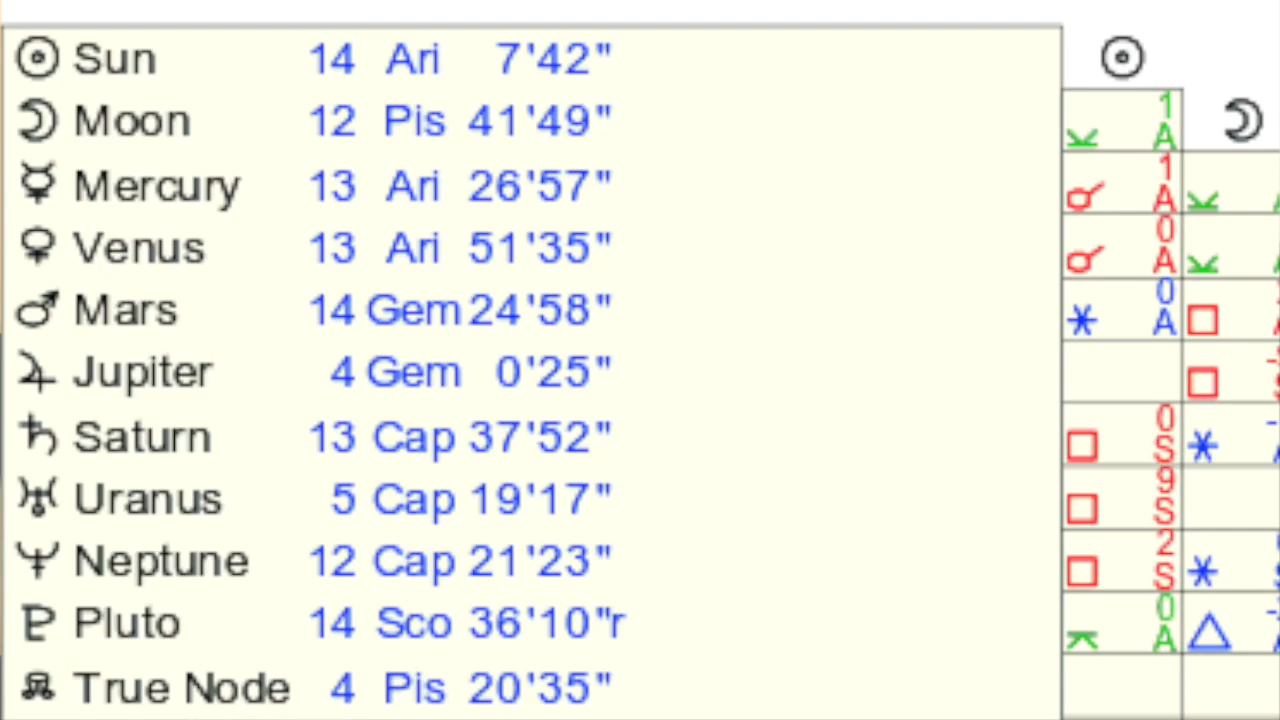 Sun 14 Ari 7'42"
1
Moon 12 Pis 41'49" A
1
Mercury 13 Ari 26'57" A
0
Venus 13 Ari 51'35" A
0
Mars 14 Gem 24'58" A
Jupiter 4 Gem 0'25"
0
Saturn 13 Cap 37'52" S
9
Uranus 5 Cap 19'17" S
2
Neptune 12 Cap 21'23" S
0
Pluto 14 Sco 36'10"r A
True Node 4 Pis 20'35"